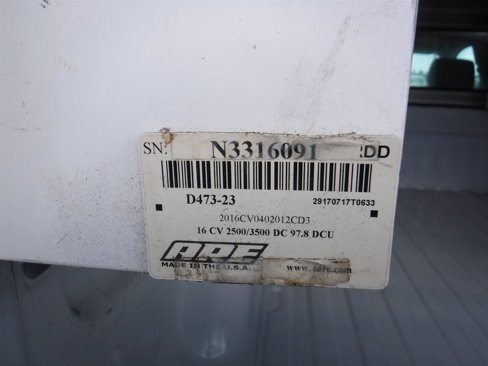 SN: N3316091 DD
D473-23 29170717T0633
2016CV0402012CD3
16 CV 2500/3500 DC 97.8 DCU
ARE
MADE IN THE U.S.A. www.4are.com